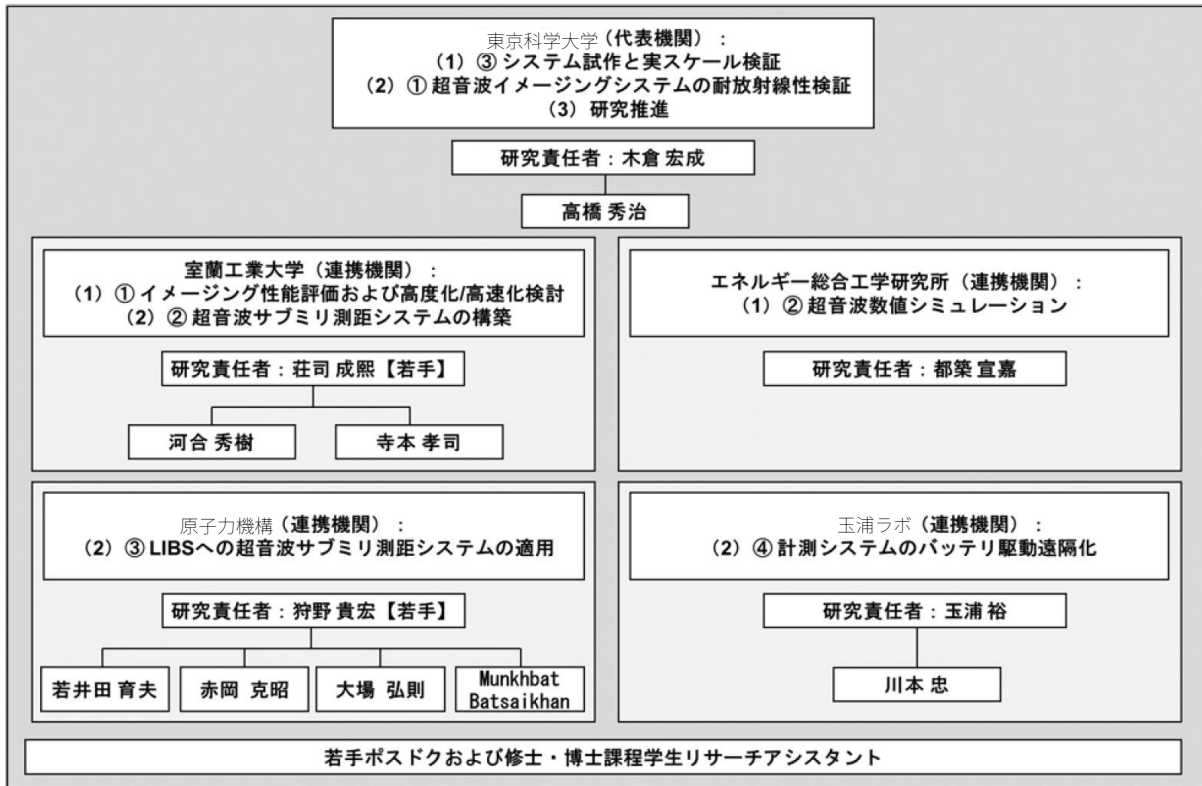 東京科学大学 (代表機関) :
(1) ③ システム試作と実スケール検証
(2) ① 超音波イメージングシステムの耐放射線性検証
(3) 研究推進
研究責任者:木倉 宏成
高橋 秀治
室蘭工業大学(連携機関):
(1) ① イメージング性能評価および高度化/高速化検討
(2) ② 超音波サブミリ測距システムの構築
研究責任者:荘司 成熙【若手】
河合 秀樹
寺本 孝司
エネルギー総合工学研究所(連携機関):
(1) ② 超音波数値シミュレーション
研究責任者:都築 宣嘉
原子力機構 (連携機関) :
(2) ③ LIBSへの超音波サブミリ測距システムの適用
研究責任者:狩野 貴宏【若手】
若井田 育夫
赤岡 克昭
大場 弘則
Munkhbat
Batsaikhan
玉浦ラボ (連携機関) :
(2) ④ 計測システムのバッテリ駆動遠隔化
研究責任者:玉浦 裕
川本 忠
若手ポスドクおよび修士・博士課程学生リサーチアシスタント